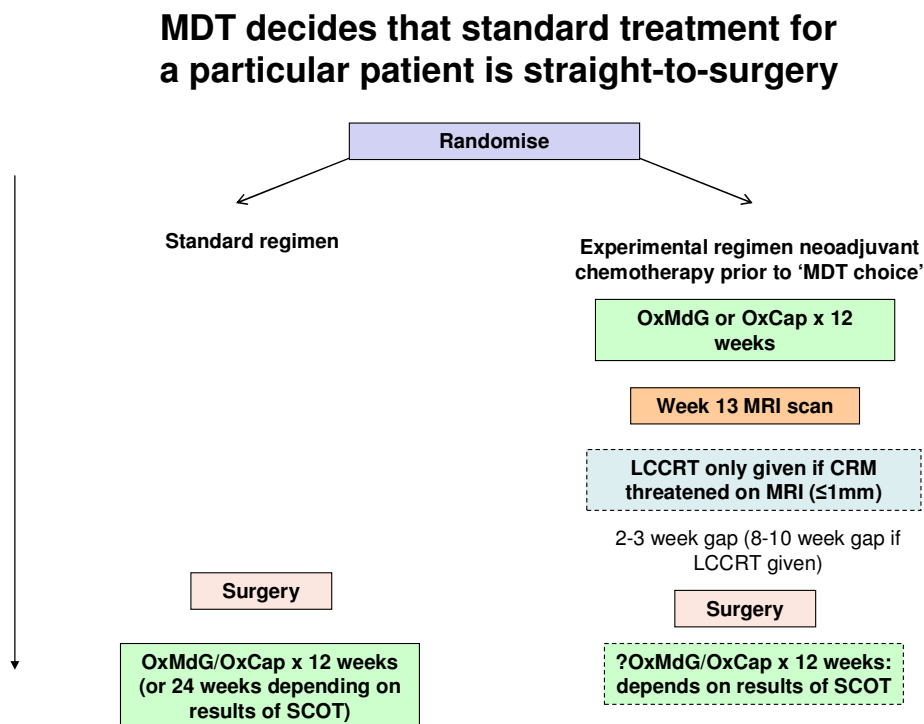 MDT decides that standard treatment for
a particular patient is straight-to-surgery
Randomise
Standard regimen
Experimental regimen neoadjuvant
chemotherapy prior to ‘MDT choice’
OxMdG or OxCap x 12
weeks
Week 13 MRI scan
LCCRT only given if CRM
threatened on MRI (≤1mm)
2-3 week gap (8-10 week gap if
LCCRT given)
Surgery
Surgery
OxMdG/OxCap x 12 weeks
(or 24 weeks depending on
results of SCOT)
?OxMdG/OxCap x 12 weeks:
depends on results of SCOT